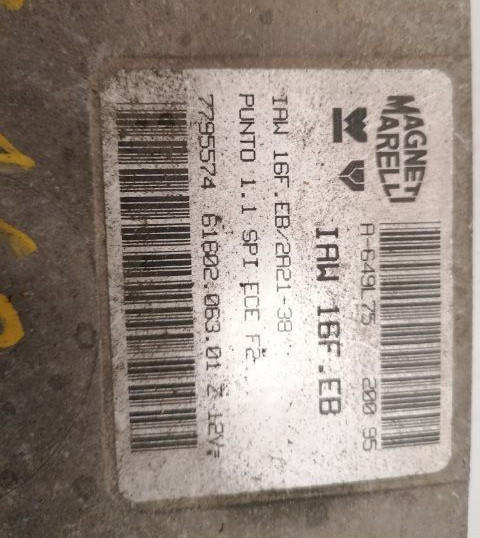 MAGNETI
MARELLI
A-649.75 200 95
IAW 16F.EB
IAW 16F.EB/2A21-38
PUNTO 1.1 SPI ECE F2
7795574 61602.063.01 Z 12V=